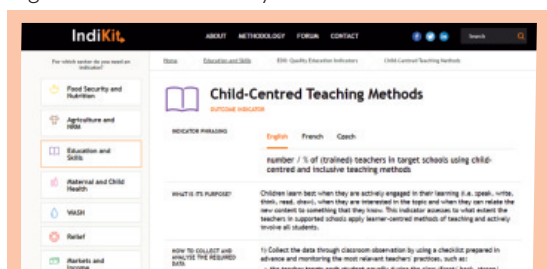 IndiKit
ABOUT METHODOLOGY FORUM CONTACT
Search
For which sector do you need an
indicator?
Home Education and Skills EDU: Quality Education Indicators Child-Centred Teaching Methods
Food Security and
Nutrition
Agriculture and
NRM
Education and
Skills
Maternal and Child
Health
WASH
Relief
Markets and
Income
Child-Centred Teaching Methods
OUTCOME INDICATOR
INDICATOR PHRASING
English French Czech
number / % of (trained) teachers in target schools using child-
centred and inclusive teaching methods
WHAT IS ITS PURPOSE?
Children learn best when they are actively engaged in their learning (i.e. speak, write,
think, read, draw), when they are interested in the topic and when they can relate the
new content to something that they know. This indicator assesses to what extent the
teachers in supported schools apply learner-centred methods of teaching and actively
involve all students.
HOW TO COLLECT AND
ANALYSE THE REQUIRED
DATA
1) Collect the data through classroom observation by using a checklist prepared in
advance and monitoring the most relevant teachers' practices, such as: